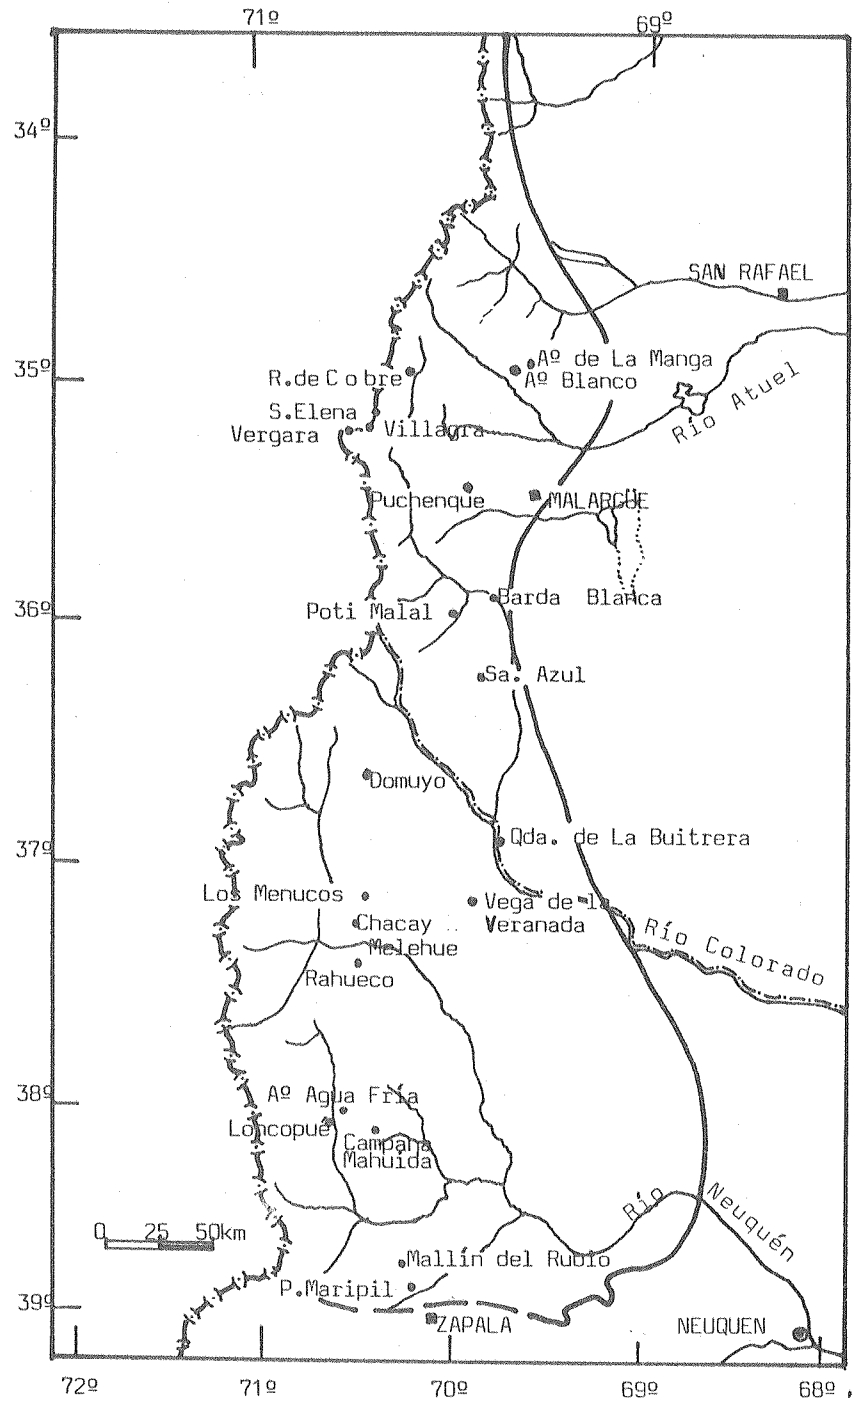 71º
69º
34º
SAN RAFAEL
Aº de La Manga
Aº Blanco
R.de Cobre
35º
Río Atuel
S.Elena
Villagra
Vergara
Puchenque
MALARGÜE
36º
Barda Blanca
Poti Malal
Sa. Azul
Domuyo
Qda. de La Buitrera
37º
Los Menucos
Vega de la
Veranada
Chacay
Melehue
Río Colorado
Rahueco
38º
Aº Agua Fría
Loncopué
Campana
Mahuida
Río Neuquén
0 25 50km
Mallín del Rubio
P.Maripil
39º
ZAPALA
NEUQUEN
72º
71º
70º
69º
68º